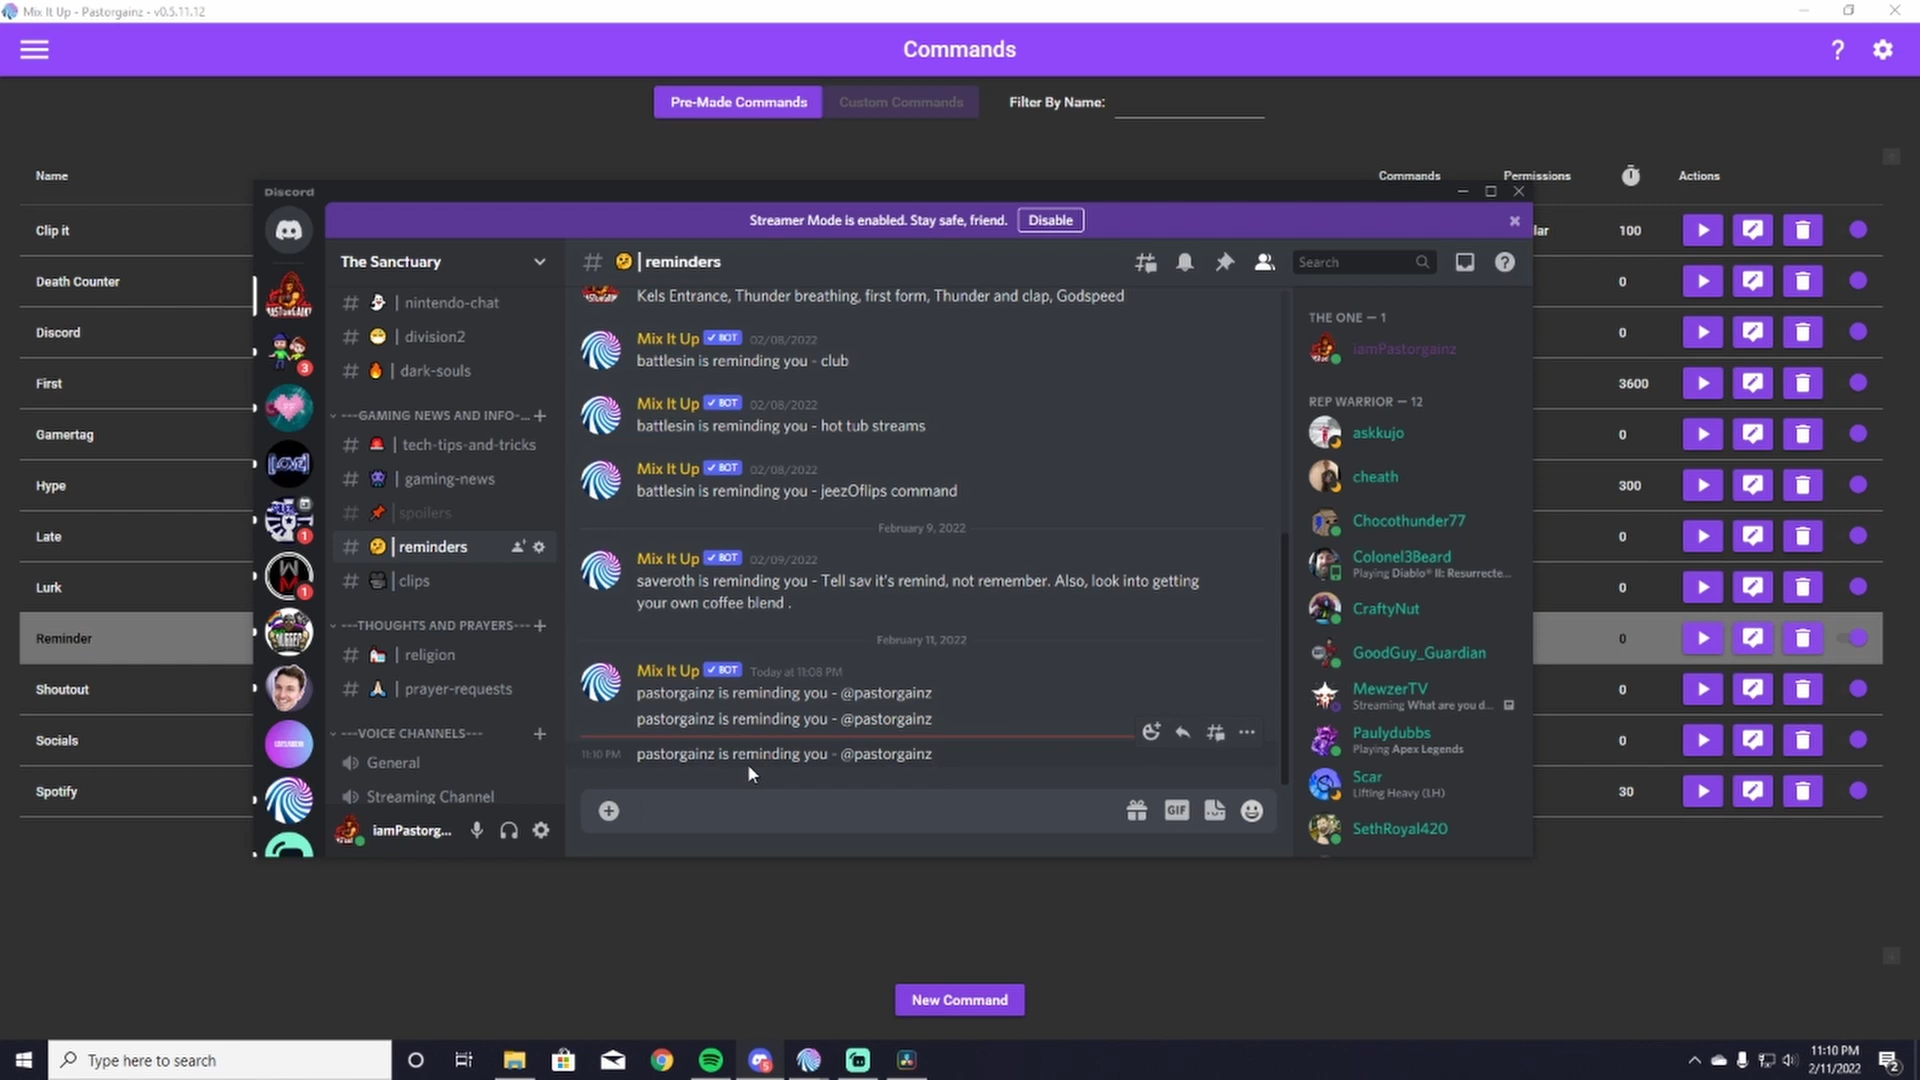 Mix It Up - Pastorgainz - v0.5.11.12
Commands
?
Pre-Made Commands
Custom Commands
Filter By Name:
Name
Commands
Permissions
Actions
Clip it
lar
100
Death Counter
0
Discord
0
First
3600
Gamertag
0
Hype
300
Late
0
Lurk
0
Reminder
0
Shoutout
0
Socials
0
Spotify
30
New Command
Discord
Streamer Mode is enabled. Stay safe, friend.
Disable
The Sanctuary
# | nintendo-chat
# | division2
# | dark-souls
---GAMING NEWS AND INFO-... +
# | tech-tips-and-tricks
# | gaming-news
# | spoilers
# | reminders
# | clips
---THOUGHTS AND PRAYERS--- +
# | religion
# | prayer-requests
---VOICE CHANNELS--- +
General
Streaming Channel
iamPastorg...
3
1
1
# | reminders
Search
Kels Entrance, Thunder breathing, first form, Thunder and clap, Godspeed
Mix It Up ✓ BOT 02/08/2022
battlesin is reminding you - club
Mix It Up ✓ BOT 02/08/2022
battlesin is reminding you - hot tub streams
Mix It Up ✓ BOT 02/08/2022
battlesin is reminding you - jeezOflips command
February 9, 2022
Mix It Up ✓ BOT 02/09/2022
saveroth is reminding you - Tell sav it's remind, not remember. Also, look into getting
your own coffee blend .
February 11, 2022
Mix It Up ✓ BOT Today at 11:08 PM
pastorgainz is reminding you - @pastorgainz
pastorgainz is reminding you - @pastorgainz
11:10 PM pastorgainz is reminding you - @pastorgainz
GIF
THE ONE — 1
iamPastorgainz
REP WARRIOR — 12
askkujo
cheath
Chocothunder77
Colonel3Beard
Playing Diablo® II: Resurrecte...
CraftyNut
GoodGuy_Guardian
MewzerTV
Streaming What are you d...
Paulydubbs
Playing Apex Legends
Scar
Lifting Heavy (LH)
SethRoyal420
Type here to search
5
11:10 PM
2/11/2022
2